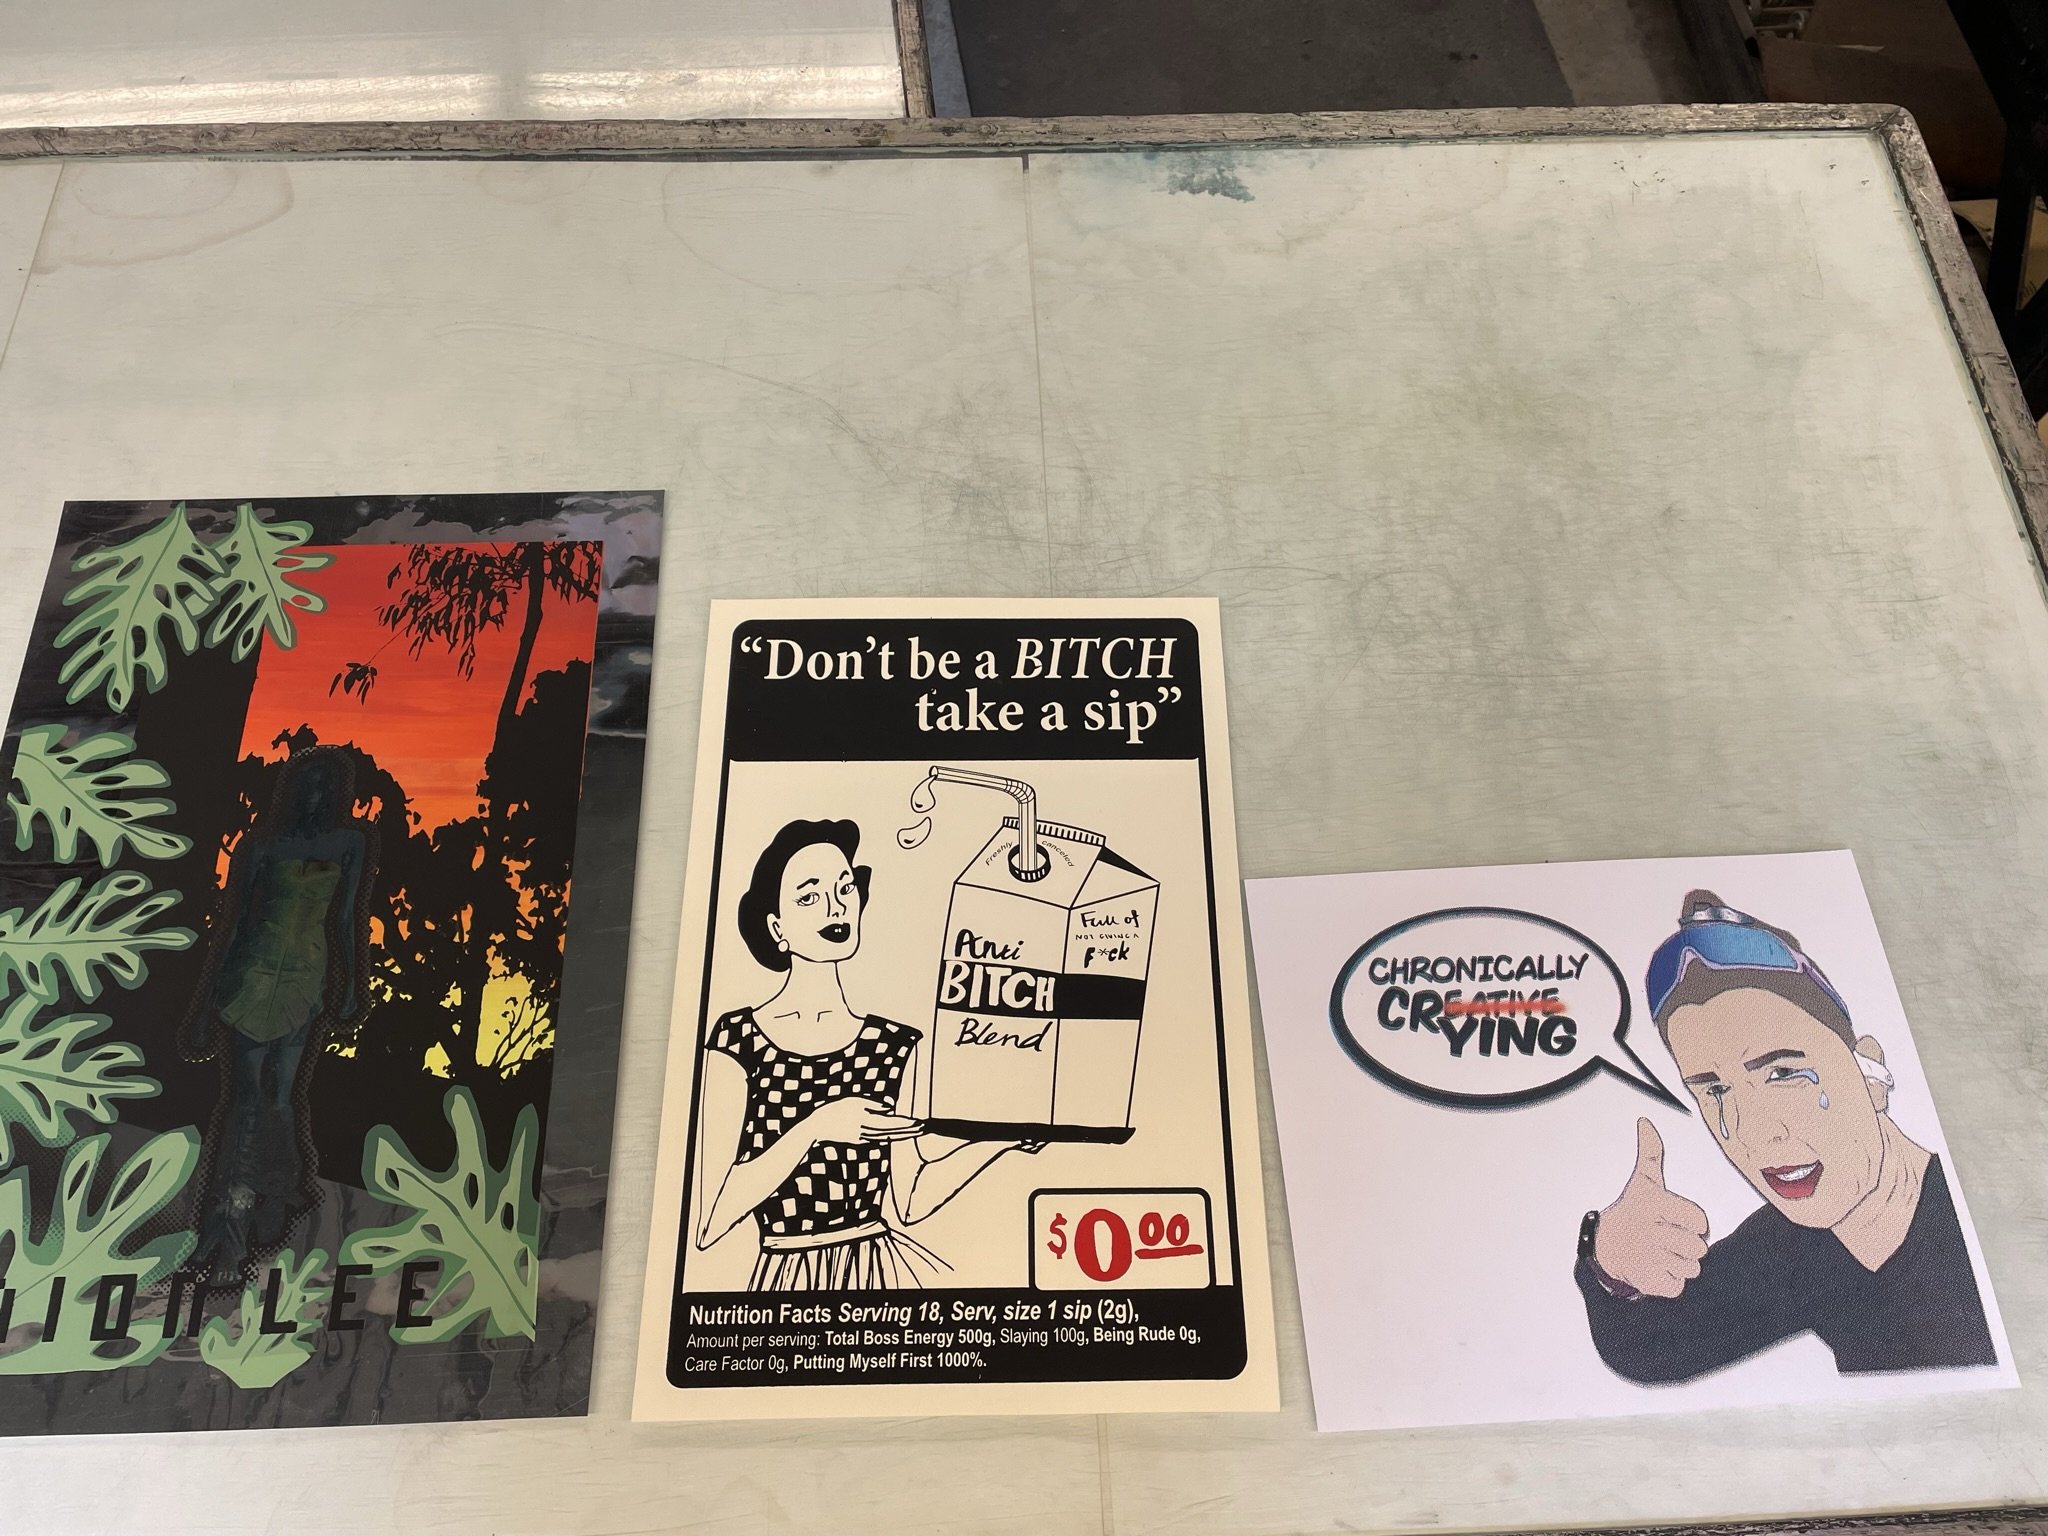 LEE
“Don’t be a BITCH
take a sip”
Freshly canceled
Anti
BITCH
Blend
Full of
NOT GIVING A
F*ck
$0.00
Nutrition Facts Serving 18, Serv, size 1 sip (2g),
Amount per serving: Total Boss Energy 500g, Slaying 100g, Being Rude 0g,
Care Factor 0g, Putting Myself First 1000%.
CHRONICALLY
CREATIVE
YING